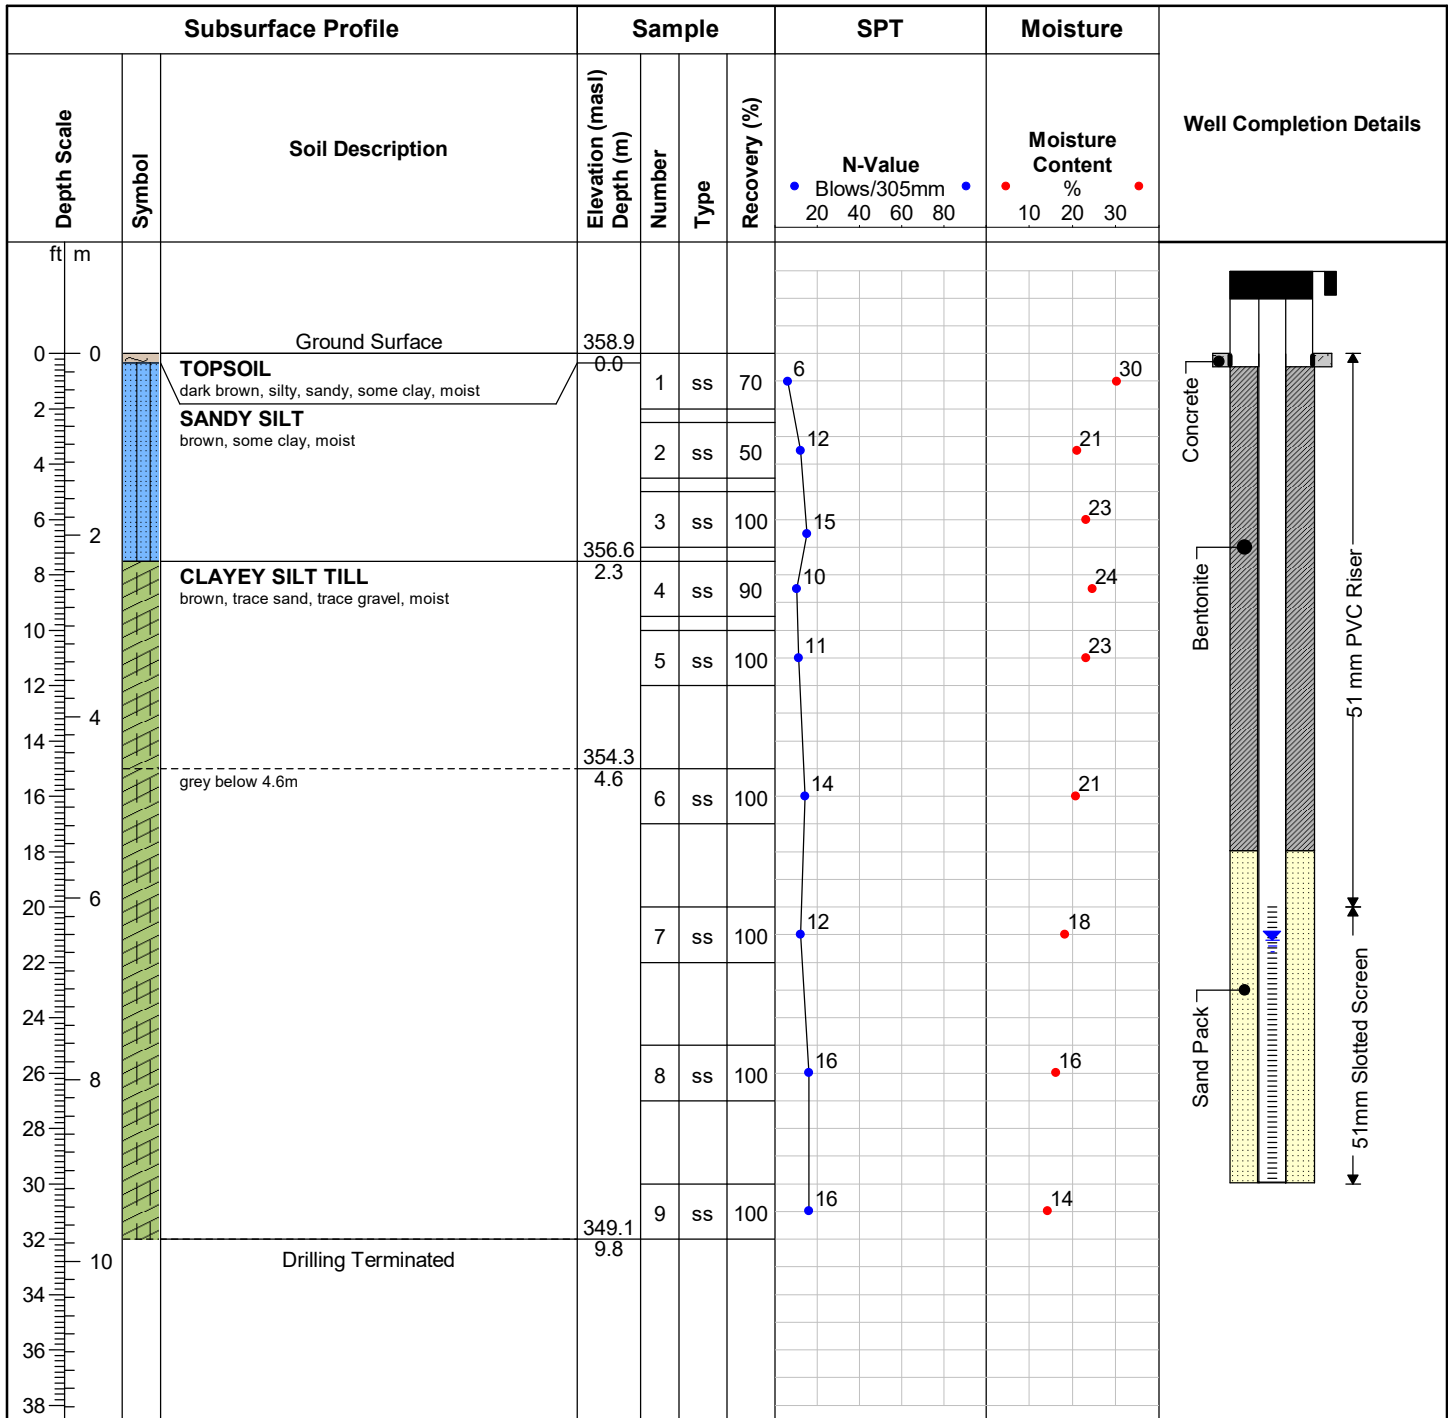 Subsurface Profile
Sample
SPT
Moisture
Depth Scale
Symbol
Soil Description
Elevation (masl)
Depth (m)
Number
Type
Recovery (%)
N-Value
Blows/305mm
20 40 60 80
Moisture
Content
%
10 20 30
Well Completion Details
ft m
Ground Surface
358.9
0.0
0 0
TOPSOIL
dark brown, silty, sandy, some clay, moist
1 ss 70 6 30
2
SANDY SILT
brown, some clay, moist
2 ss 50 12 21
4
3 ss 100 15 23
6
2
356.6
2.3
8
CLAYEY SILT TILL
brown, trace sand, trace gravel, moist
4 ss 90 10 24
10
5 ss 100 11 23
12
4
14
354.3
4.6
grey below 4.6m
16
6 ss 100 14 21
18
6
20
7 ss 100 12 18
22
24
26 8
8 ss 100 16 16
28
30
9 ss 100 16 14
349.1
9.8
32
Drilling Terminated
10
34
36
38
Concrete
Bentonite
51 mm PVC Riser
Sand Pack
51mm Slotted Screen